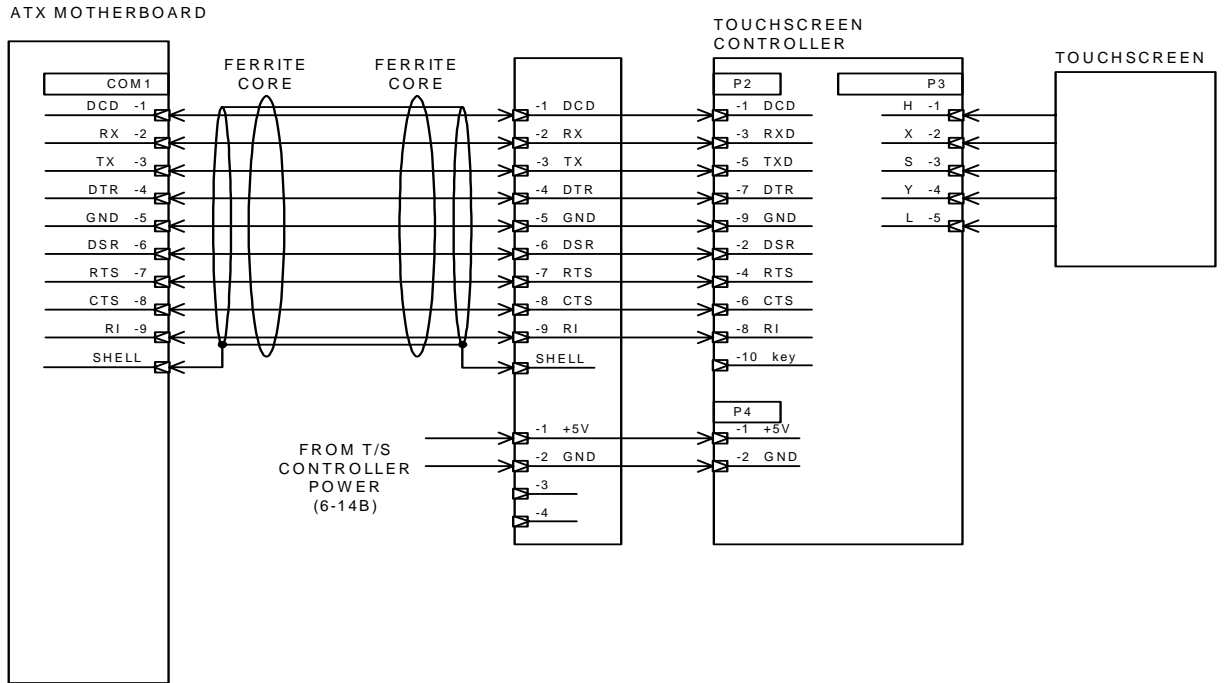 ATX MOTHERBOARD
COM1
DCD -1
RX -2
TX -3
DTR -4
GND -5
DSR -6
RTS -7
CTS -8
RI -9
SHELL
FERRITE
CORE
FERRITE
CORE
-1 DCD
-2 RX
-3 TX
-4 DTR
-5 GND
-6 DSR
-7 RTS
-8 CTS
-9 RI
SHELL
FROM T/S
CONTROLLER
POWER
(6-14B)
-1 +5V
-2 GND
-3
-4
TOUCHSCREEN
CONTROLLER
P2
-1 DCD
-3 RXD
-5 TXD
-7 DTR
-9 GND
-2 DSR
-4 RTS
-6 CTS
-8 RI
-10 key
P4
-1 +5V
-2 GND
P3
H -1
X -2
S -3
Y -4
L -5
TOUCHSCREEN